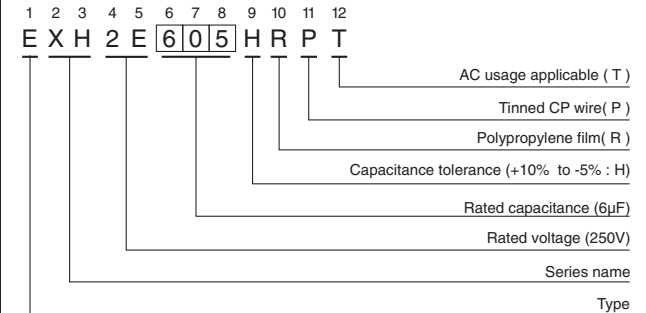 1 2 3 4 5 6 7 8 9 10 11 12
E X H 2 E 6 0 5 H R P T
AC usage applicable ( T )
Tinned CP wire( P )
Polypropylene film( R )
Capacitance tolerance (+10% to -5% : H)
Rated capacitance (6μF)
Rated voltage (250V)
Series name
Type